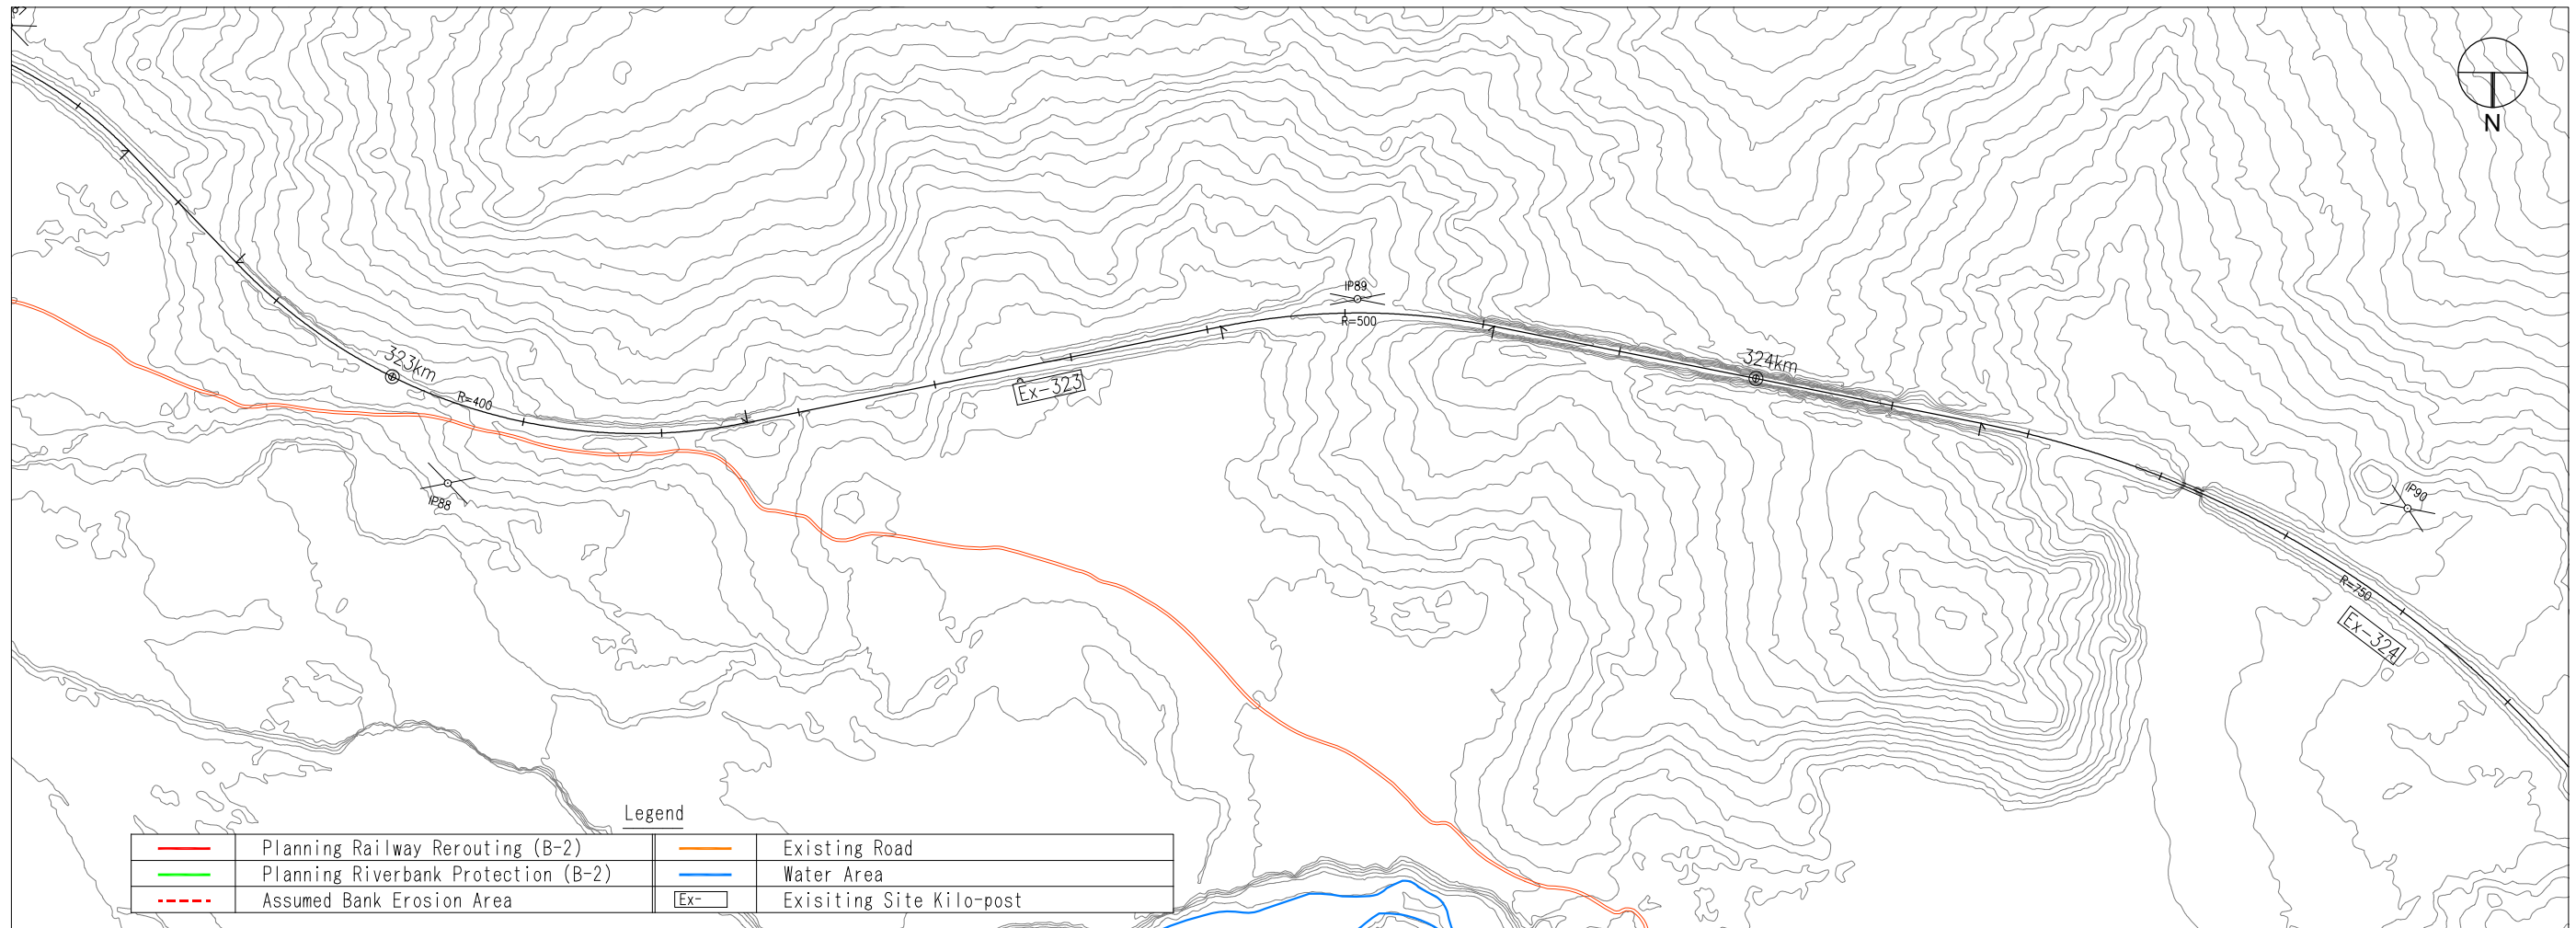 N
IP89
R=500
323km
324km
R=400
Ex-323
IP88
IP90
R=750
Ex-324
Legend
Planning Railway Rerouting (B-2)
Existing Road
Planning Riverbank Protection (B-2)
Water Area
Assumed Bank Erosion Area
Ex-
Exisiting Site Kilo-post